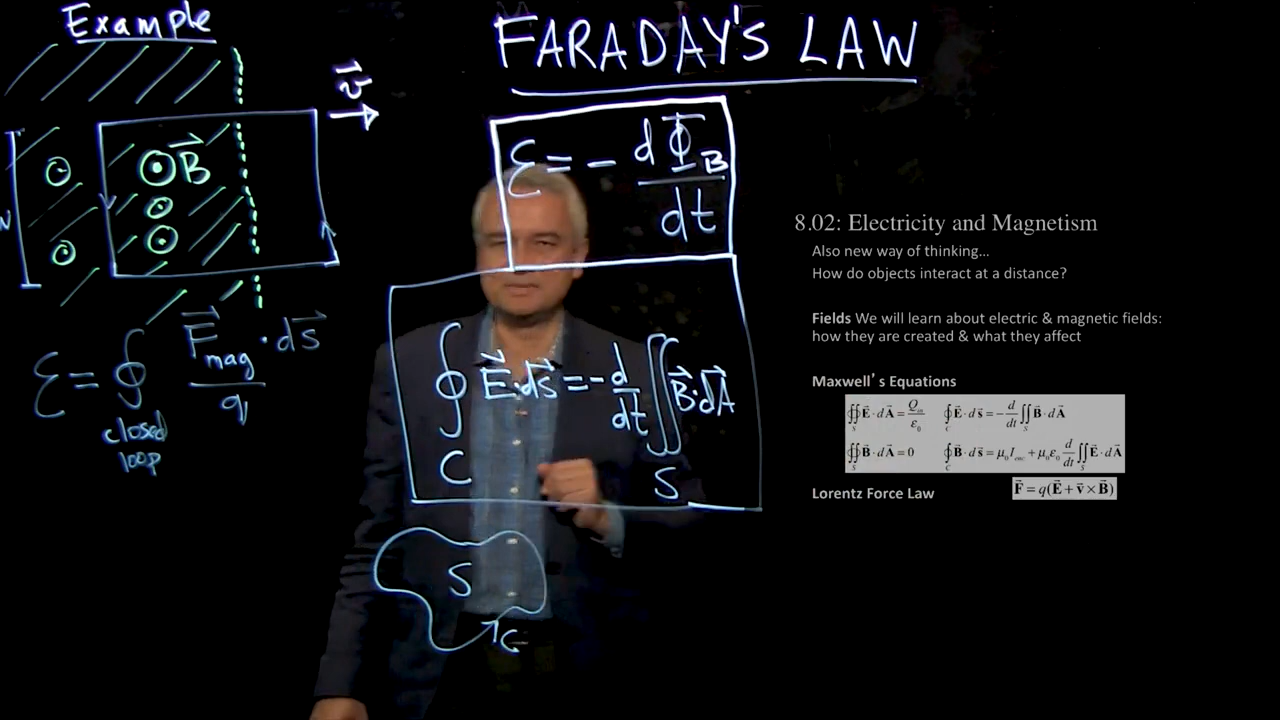 Example
v⃗
B⃗
ℰ = ∮ F⃗mag/q · ds⃗
closed
loop
FARADAY'S LAW
ℰ = − dΦB/dt
∮C E⃗·ds⃗ = − d/dt ∬S B⃗·dA⃗
S
C
8.02: Electricity and Magnetism
Also new way of thinking…
How do objects interact at a distance?
Fields We will learn about electric & magnetic fields:
how they are created & what they affect
Maxwell's Equations
∯S E⃗·dA⃗ = Qin/ε0    ∮C E⃗·ds⃗ = − d/dt ∬S B⃗·dA⃗
∯S B⃗·dA⃗ = 0    ∮C B⃗·ds⃗ = μ0Ienc + μ0ε0 d/dt ∬S E⃗·dA⃗
Lorentz Force Law    F⃗ = q(E⃗ + v⃗ × B⃗)